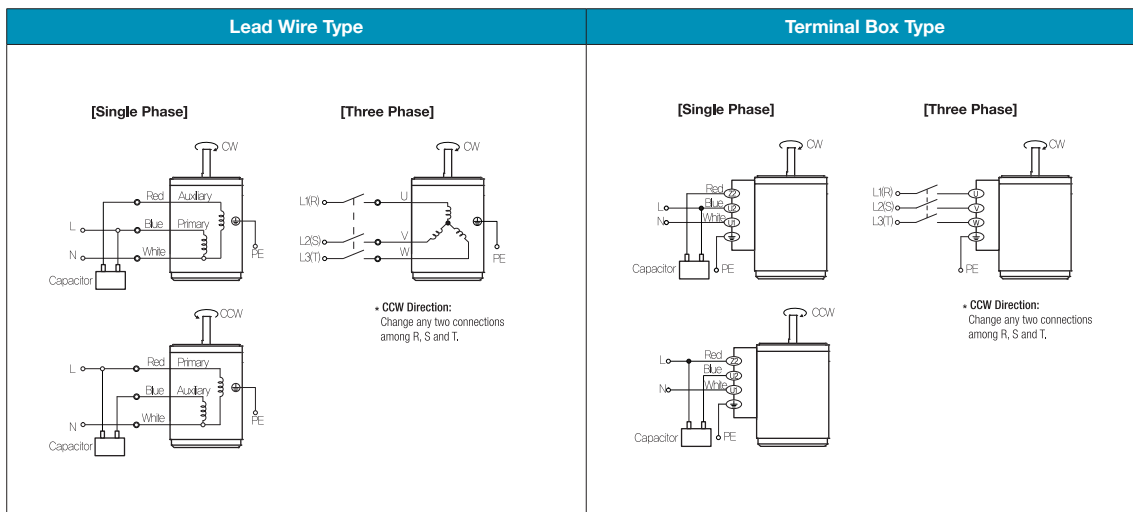 Lead Wire Type
[Single Phase]
CW
Red Auxiliary
L Blue Primary
N White
Capacitor
PE
CCW
L Red Primary
Blue Auxiliary
N White
Capacitor
PE
[Three Phase]
CW
L1(R) U
L2(S) V
L3(T) W
PE
* CCW Direction:
Change any two connections
among R, S and T.
Terminal Box Type
[Single Phase]
CW
Red Z2
L Blue U2
N White U1
Capacitor PE
CCW
L Red Z2
Blue U2
N White U1
Capacitor PE
[Three Phase]
CW
L1(R) U
L2(S) V
L3(T) W
PE
* CCW Direction:
Change any two connections
among R, S and T.